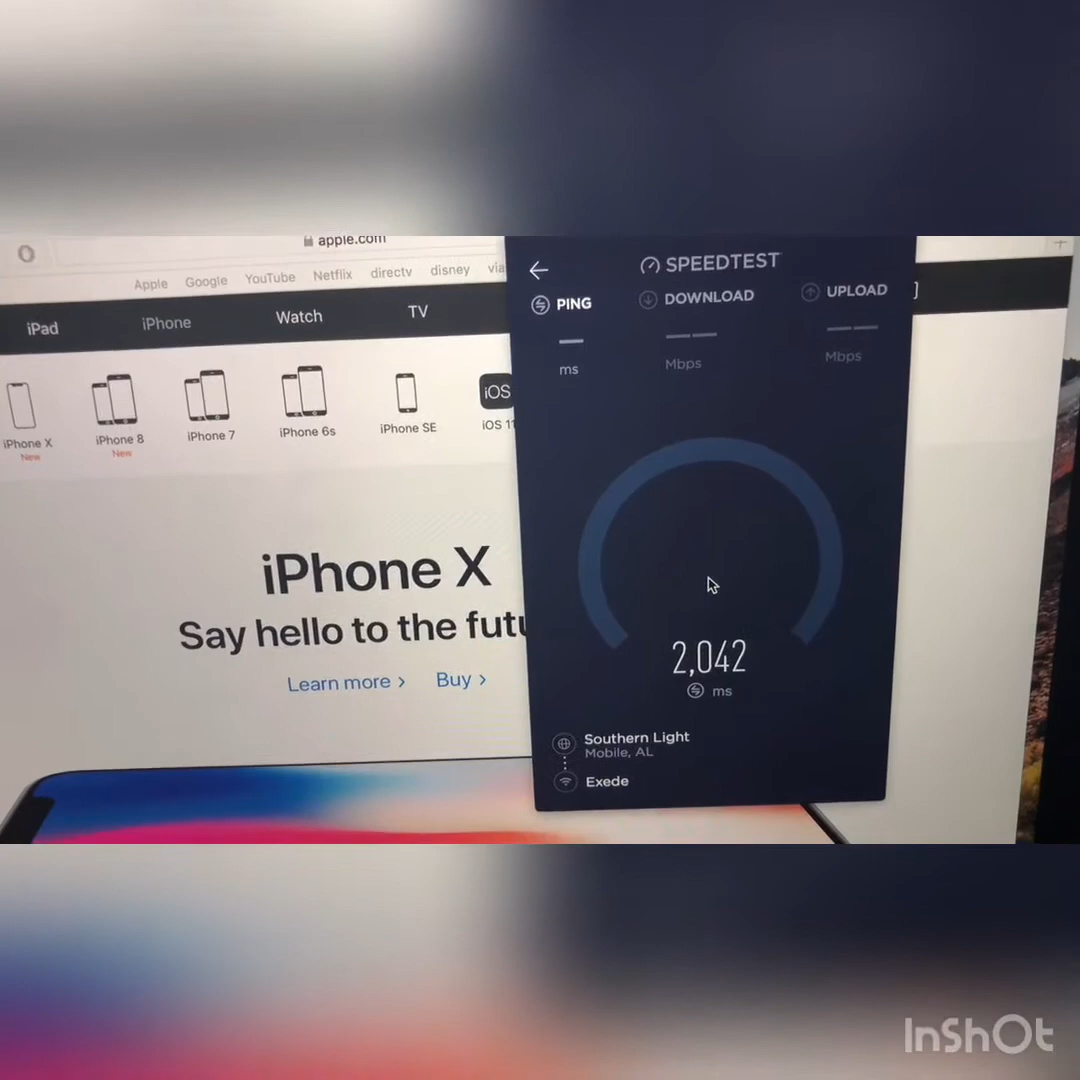 apple.com
Apple Google YouTube Netflix directv disney
iPad iPhone Watch TV
iPhone X
New
iPhone 8
New
iPhone 7
iPhone 6s
iPhone SE
iOS
iOS 11
iPhone X
Say hello to the
Learn more >
Buy >
SPEEDTEST
PING DOWNLOAD UPLOAD
ms Mbps Mbps
2,042
ms
Southern Light
Mobile, AL
Exede
InShOt